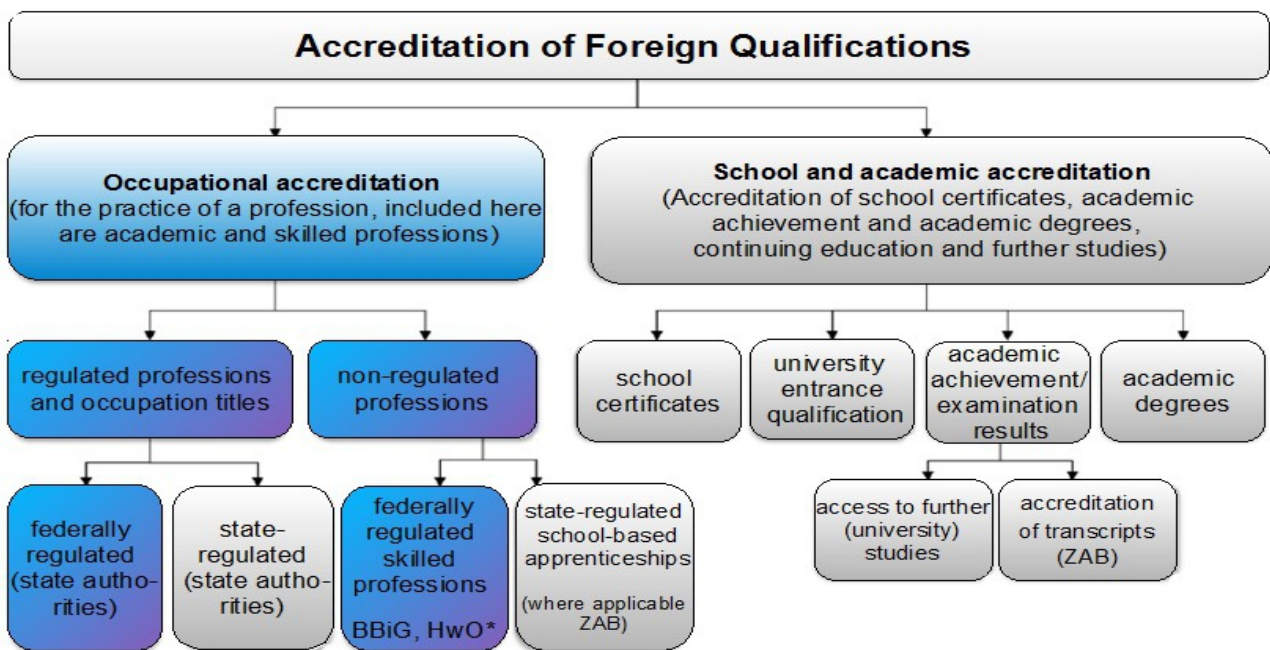 Accreditation of Foreign Qualifications
Occupational accreditation
(for the practice of a profession, included here
are academic and skilled professions)
School and academic accreditation
(Accreditation of school certificates, academic
achievement and academic degrees,
continuing education and further studies)
regulated professions
and occupation titles
non-regulated
professions
school
certificates
university
entrance
qualification
academic
achievement/
examination
results
academic
degrees
federally
regulated
(state autho-
rities)
state-
regulated
(state autho-
rities)
federally
regulated
skilled
professions
BBiG, HwO*
state-regulated
school-based
apprenticeships
(where applicable
ZAB)
access to further
(university)
studies
accreditation
of transcripts
(ZAB)